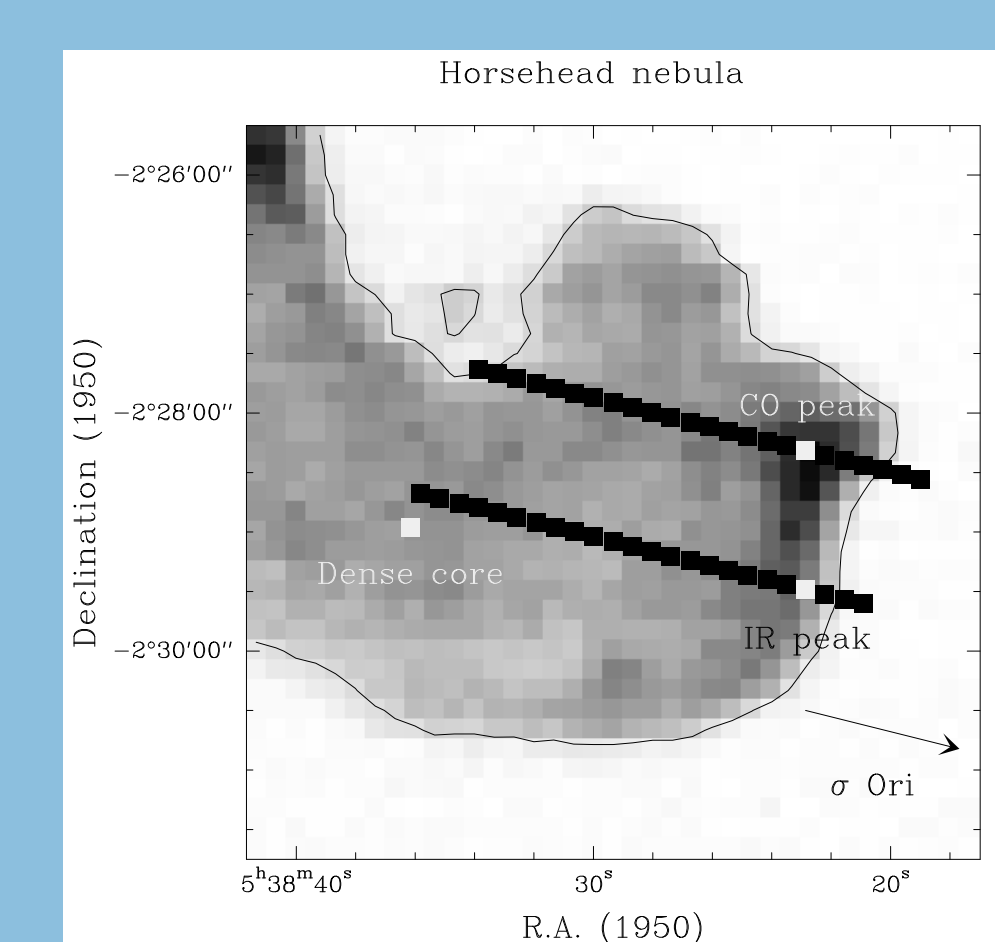 Horsehead nebula
−2°26′00′′
−2°28′00′′
−2°30′00′′
Declination (1950)
CO peak
Dense core
IR peak
σ Ori
5ʰ38ᵐ40ˢ 30ˢ 20ˢ
R.A. (1950)